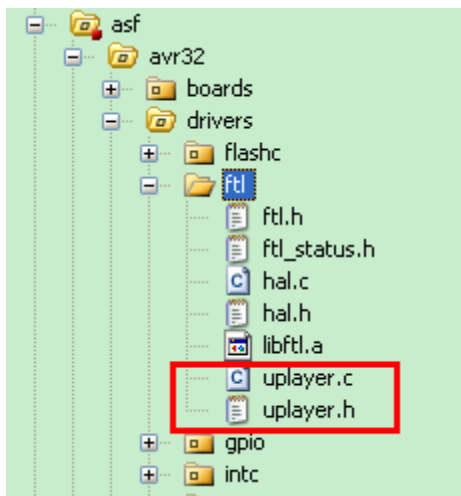 asf
avr32
boards
drivers
flashc
ftl
ftl.h
ftl_status.h
hal.c
hal.h
libftl.a
uplayer.c
uplayer.h
gpio
intc